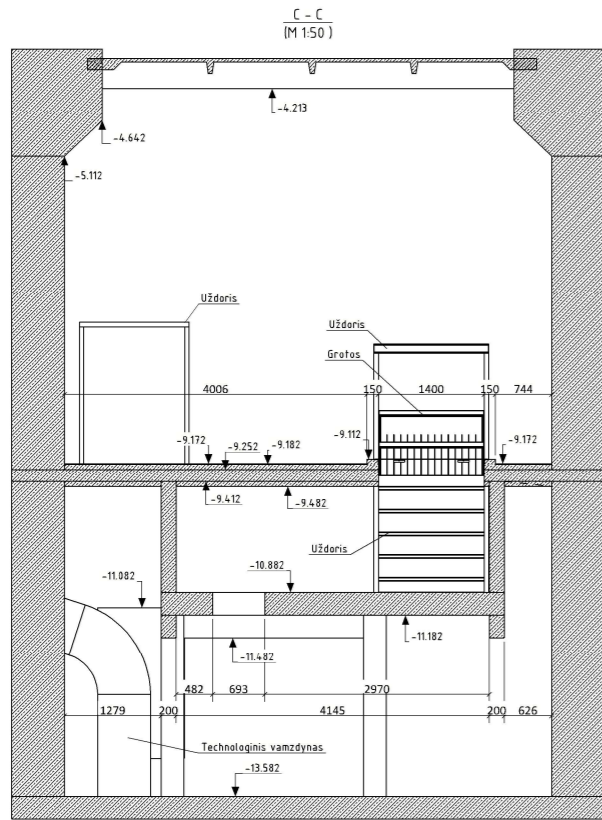 C - C
(M 1:50 )
-4.213
-4.642
-5.112
Uždoris
Uždoris
Grotos
4006 150 1400 150 744
-9.172 -9.252 -9.182 -9.112 -9.172
-9.412 -9.482
Uždoris
-10.882
-11.082
-11.182
-11.482
482 693 2970
1279 200 4145 200 626
Technologinis vamzdynas
-13.582